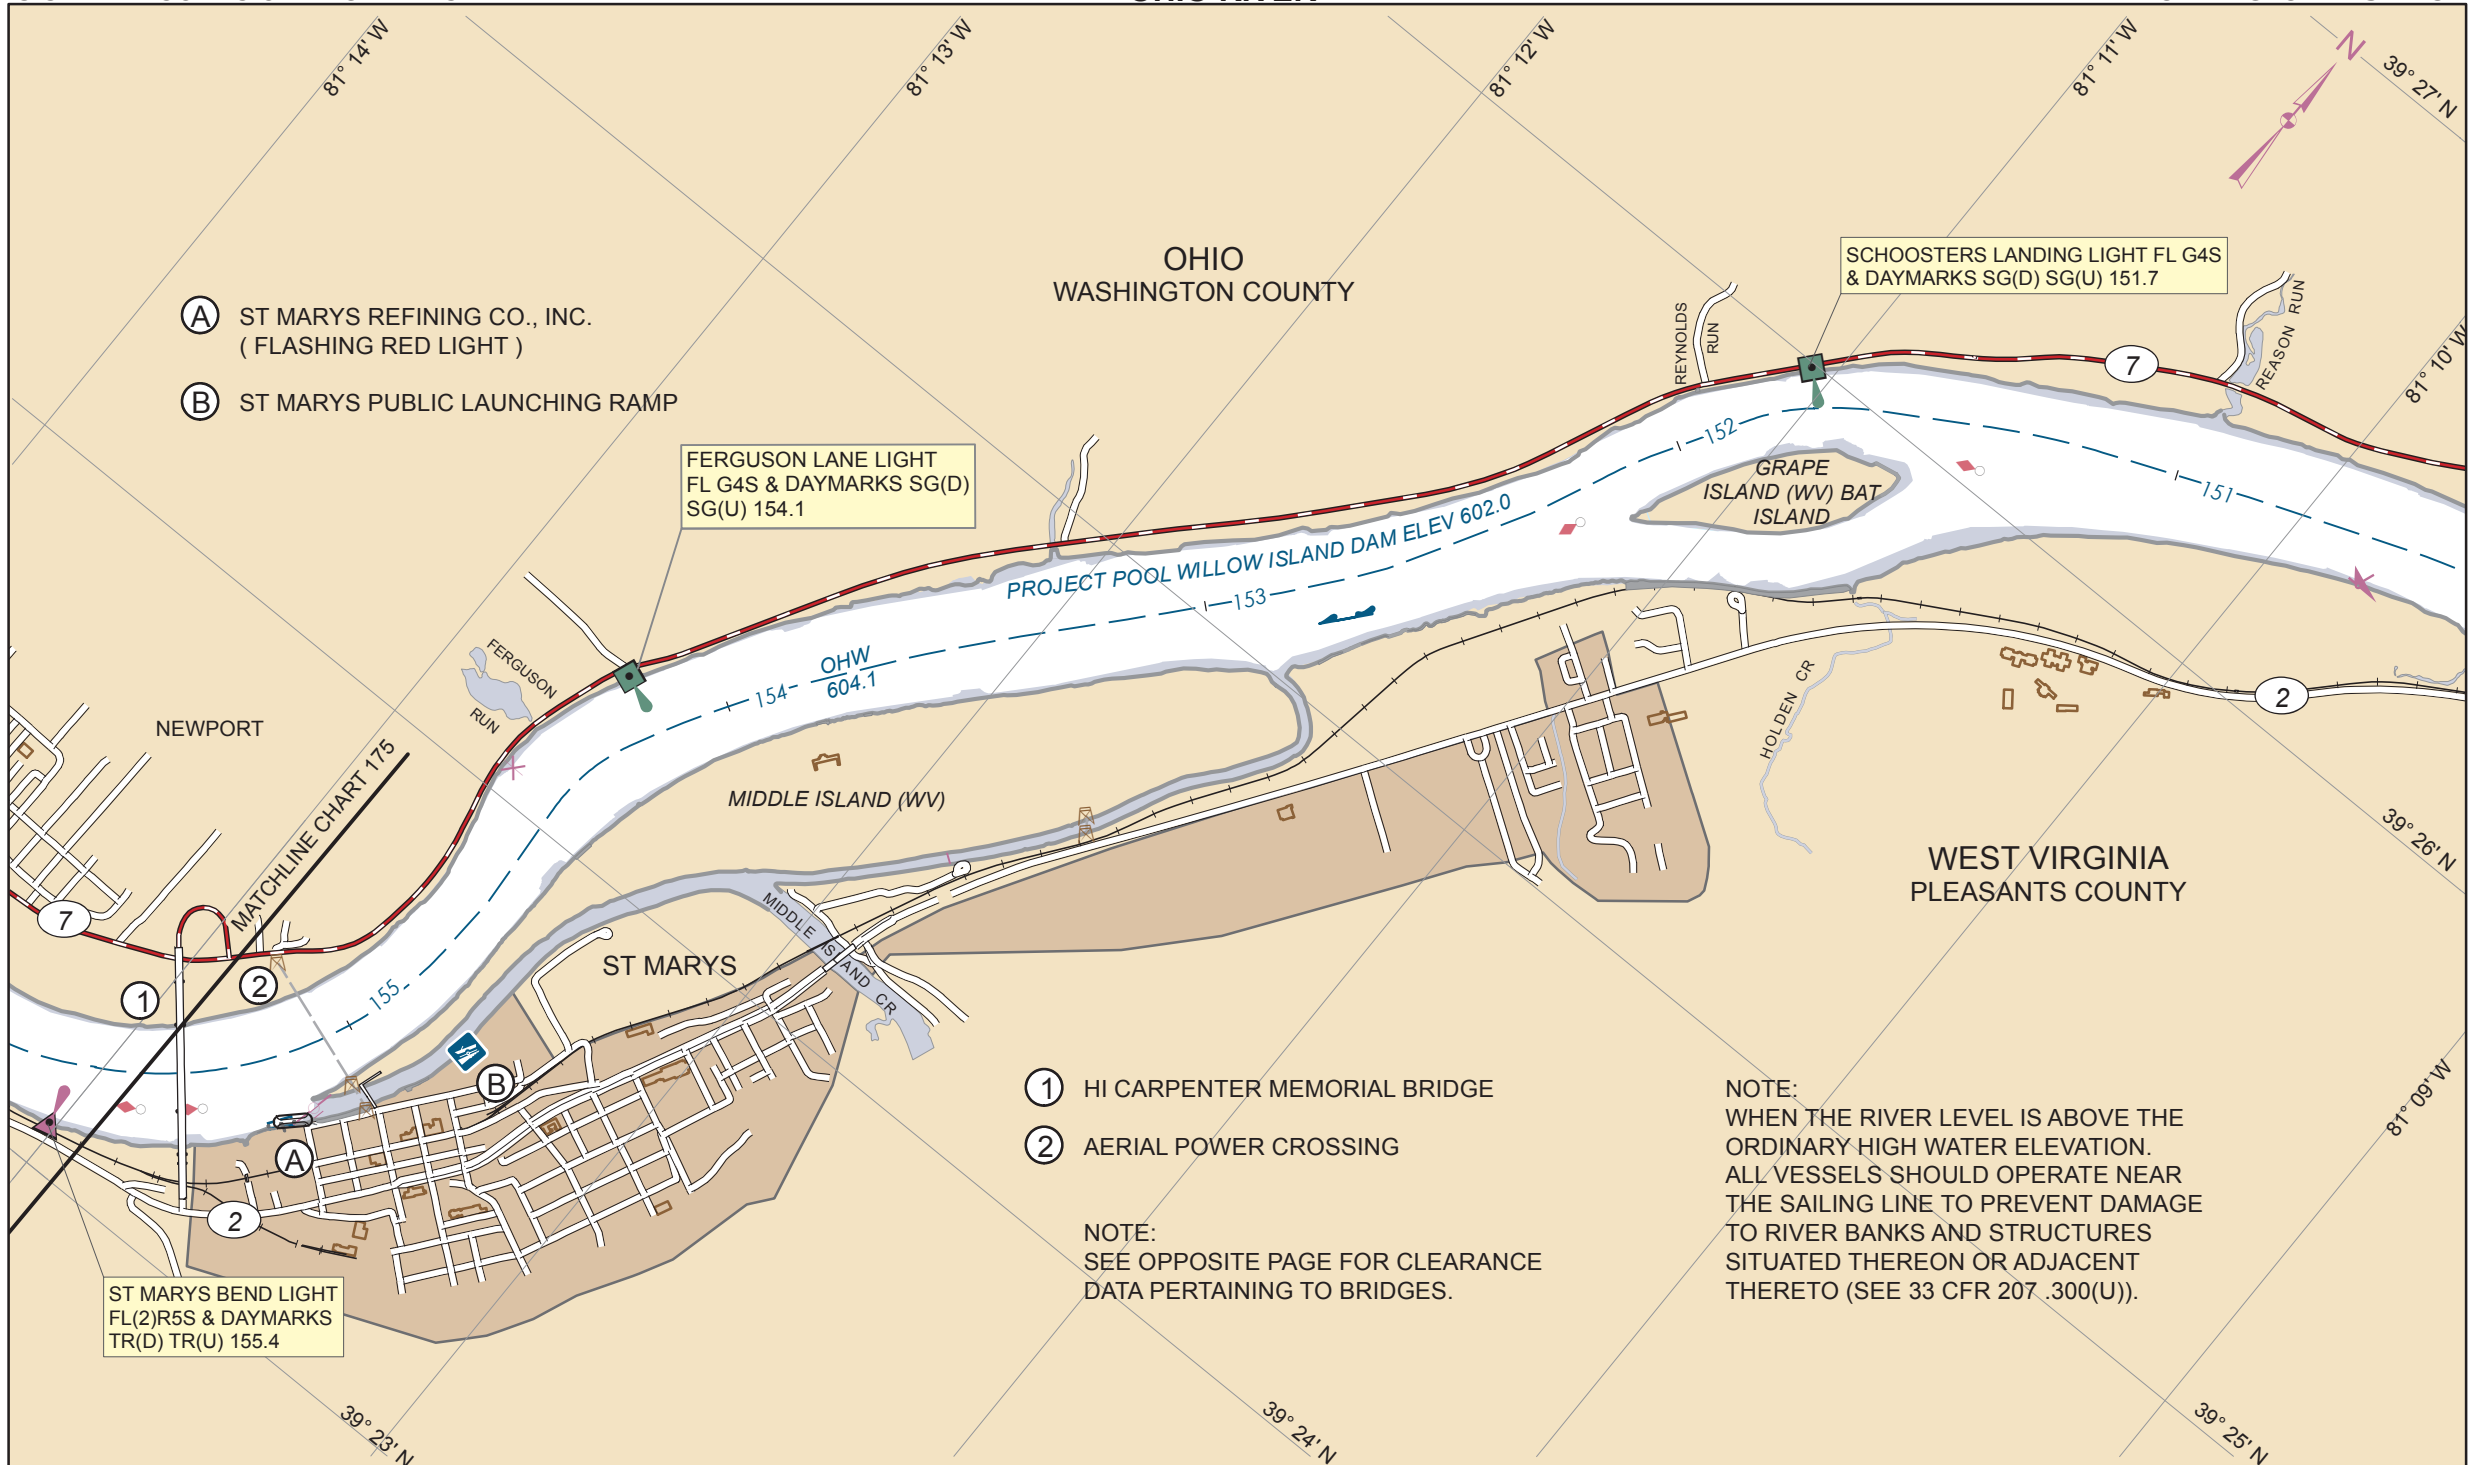 OHIO RIVER
81° 14' W
81° 13' W
81° 12' W
81° 11' W
N
39° 27' N
OHIO
WASHINGTON COUNTY
SCHOOSTERS LANDING LIGHT FL G4S
& DAYMARKS SG(D) SG(U) 151.7
A ST MARYS REFINING CO., INC.
( FLASHING RED LIGHT )
B ST MARYS PUBLIC LAUNCHING RAMP
REYNOLDS
RUN
REASON RUN
7
81° 10' W
FERGUSON LANE LIGHT
FL G4S & DAYMARKS SG(D)
SG(U) 154.1
152
GRAPE
ISLAND (WV) BAT
ISLAND
151
PROJECT POOL WILLOW ISLAND DAM ELEV 602.0
153
OHW
604.1
154
FERGUSON
RUN
NEWPORT
MATCHLINE CHART 175
MIDDLE ISLAND (WV)
HOLDEN CR
2
39° 26' N
WEST VIRGINIA
PLEASANTS COUNTY
7
MIDDLE ISLAND CR
ST MARYS
1
2
155
B
A
2
1 HI CARPENTER MEMORIAL BRIDGE
2 AERIAL POWER CROSSING
NOTE:
SEE OPPOSITE PAGE FOR CLEARANCE
DATA PERTAINING TO BRIDGES.
NOTE:
WHEN THE RIVER LEVEL IS ABOVE THE
ORDINARY HIGH WATER ELEVATION.
ALL VESSELS SHOULD OPERATE NEAR
THE SAILING LINE TO PREVENT DAMAGE
TO RIVER BANKS AND STRUCTURES
SITUATED THEREON OR ADJACENT
THERETO (SEE 33 CFR 207 .300(U)).
81° 09' W
ST MARYS BEND LIGHT
FL(2)R5S & DAYMARKS
TR(D) TR(U) 155.4
39° 23' N
39° 24' N
39° 25' N